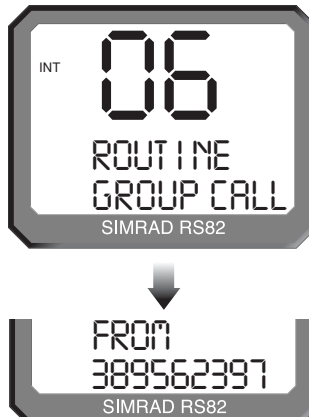 06
INT
ROUTINE
GROUP CALL
SIMRAD RS82
FROM
389562397
SIMRAD RS82